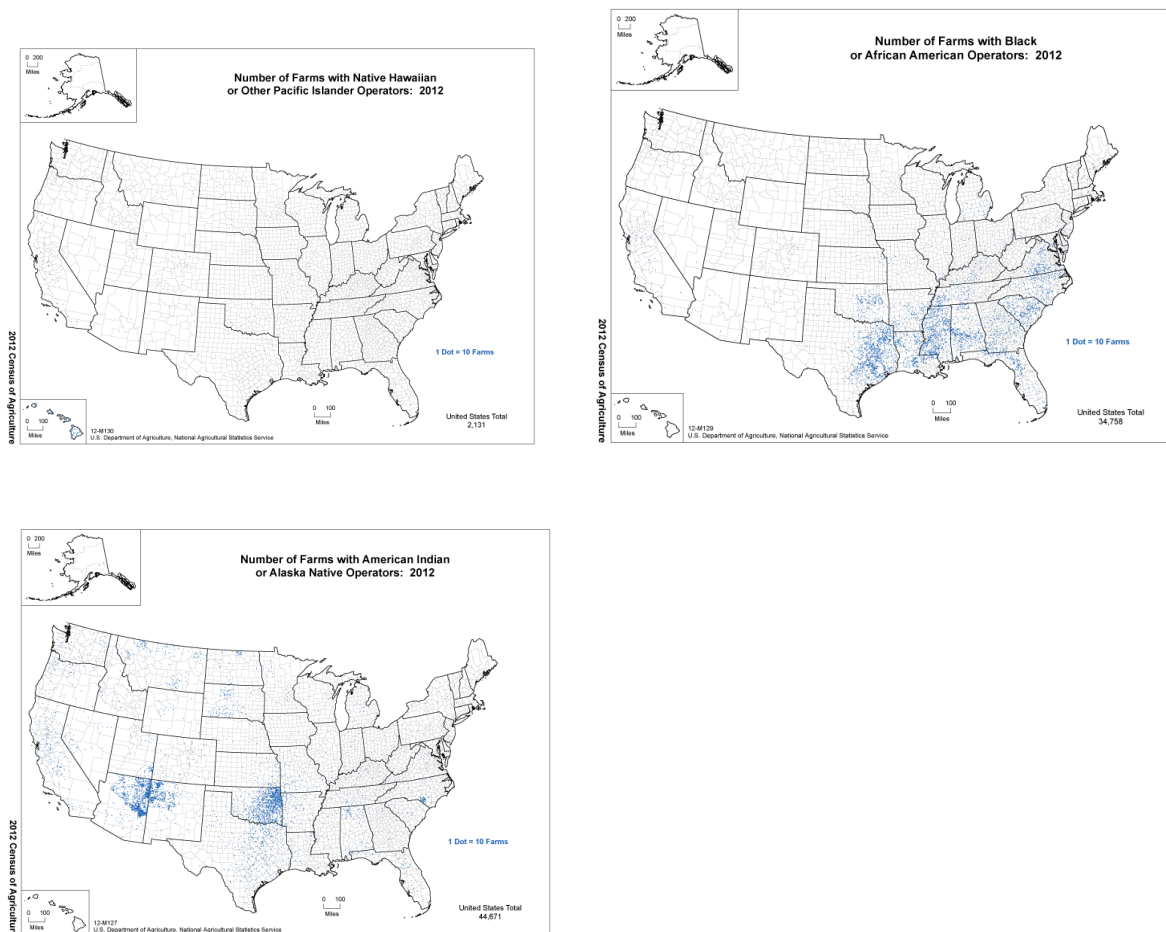 0 200
Miles
Number of Farms with Native Hawaiian
or Other Pacific Islander Operators: 2012
1 Dot = 10 Farms
0 100
Miles
0 100
Miles
United States Total
2,131
12-M130
U.S. Department of Agriculture, National Agricultural Statistics Service
2012 Census of Agriculture
0 200
Miles
Number of Farms with Black
or African American Operators: 2012
1 Dot = 10 Farms
0 100
Miles
0 100
Miles
United States Total
34,758
12-M129
U.S. Department of Agriculture, National Agricultural Statistics Service
2012 Census of Agriculture
0 200
Miles
Number of Farms with American Indian
or Alaska Native Operators: 2012
1 Dot = 10 Farms
0 100
Miles
0 100
Miles
United States Total
44,671
12-M127
U.S. Department of Agriculture, National Agricultural Statistics Service
2012 Census of Agricultur